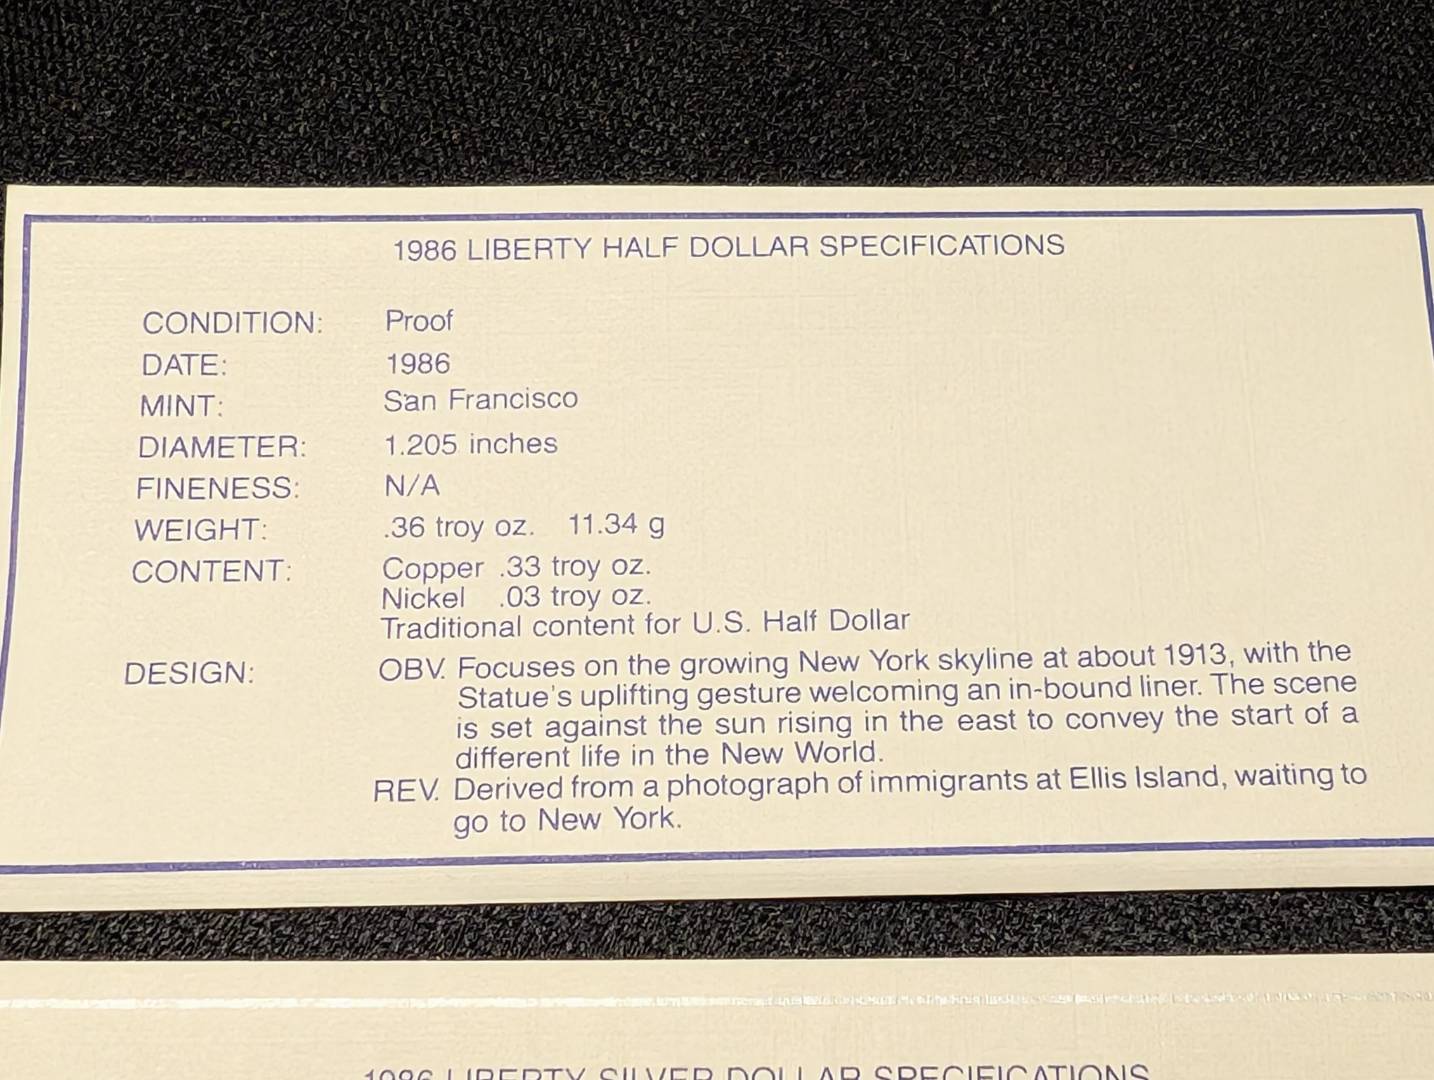 1986 LIBERTY HALF DOLLAR SPECIFICATIONS
CONDITION: Proof
DATE: 1986
MINT: San Francisco
DIAMETER: 1.205 inches
FINENESS: N/A
WEIGHT: .36 troy oz. 11.34 g
CONTENT: Copper .33 troy oz.
Nickel .03 troy oz.
Traditional content for U.S. Half Dollar
DESIGN: OBV. Focuses on the growing New York skyline at about 1913, with the
Statue's uplifting gesture welcoming an in-bound liner. The scene
is set against the sun rising in the east to convey the start of a
different life in the New World.
REV. Derived from a photograph of immigrants at Ellis Island, waiting to
go to New York.
1986 LIBERTY SILVER DOLLAR SPECIFICATIONS